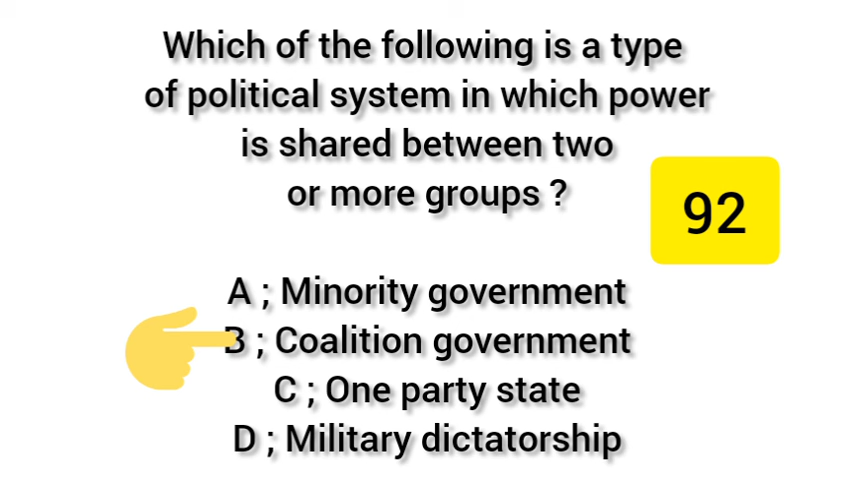 Which of the following is a type
of political system in which power
is shared between two
or more groups ?
92
A ; Minority government
B ; Coalition government
C ; One party state
D ; Military dictatorship